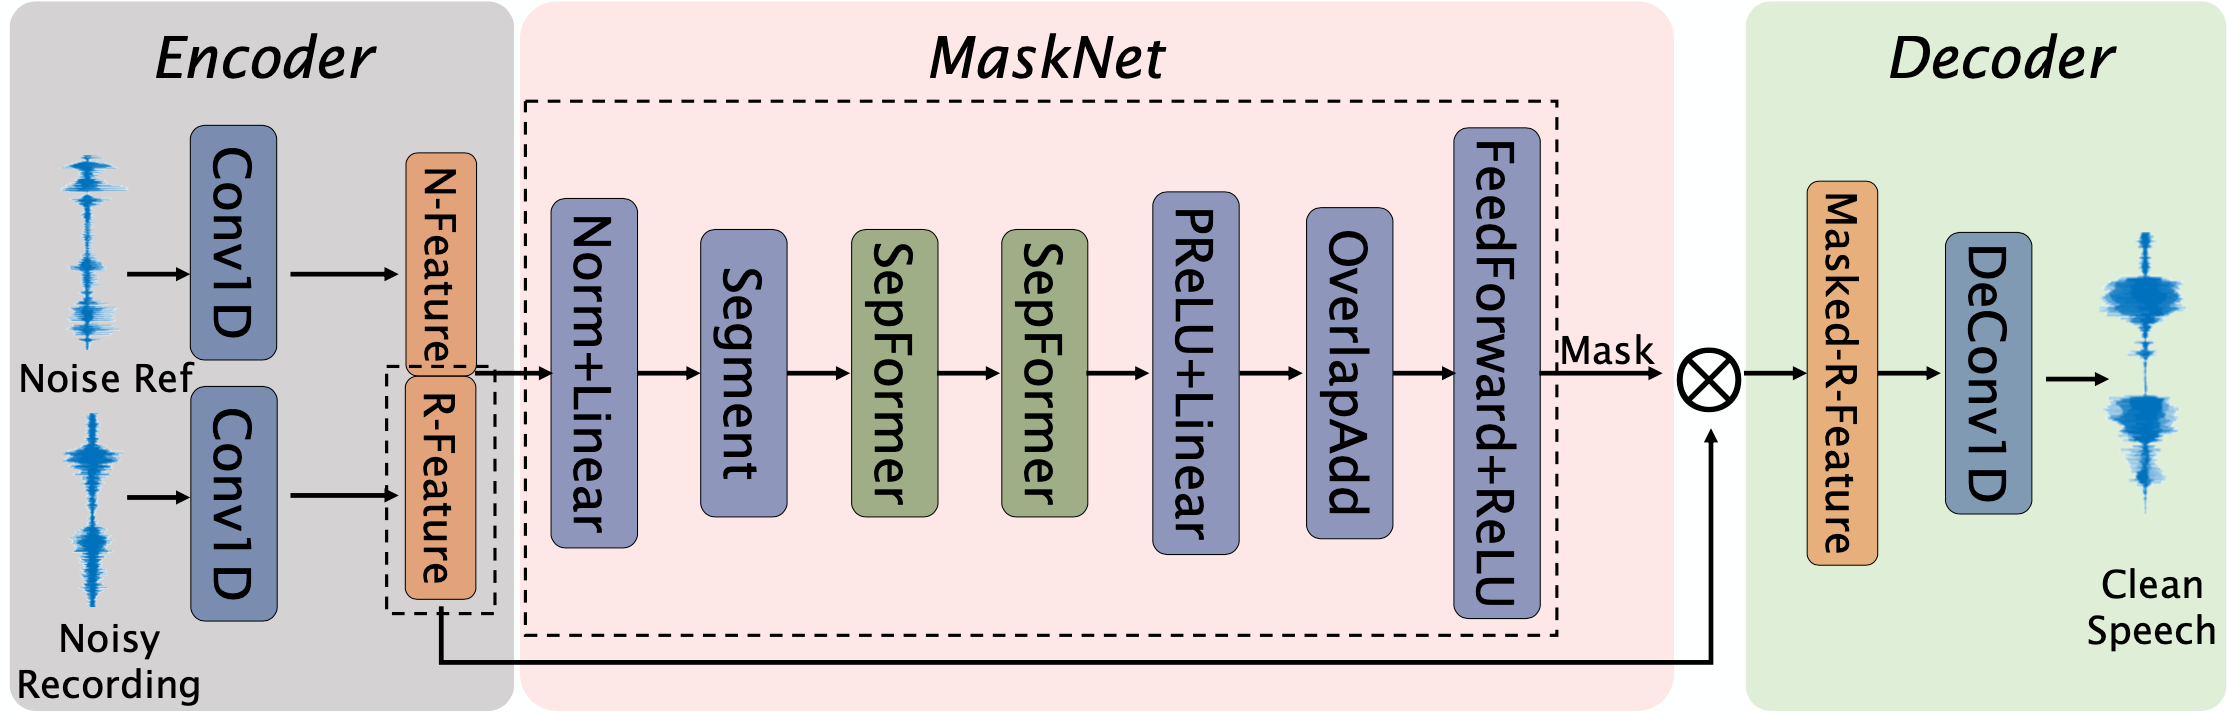 Encoder
MaskNet
Decoder
Noise Ref
Conv1D
N-Feature
Noisy
Recording
Conv1D
R-Feature
Norm+Linear
Segment
SepFormer
SepFormer
PReLU+Linear
OverlapAdd
FeedForward+ReLU
Mask
Masked-R-Feature
DeConv1D
Clean
Speech